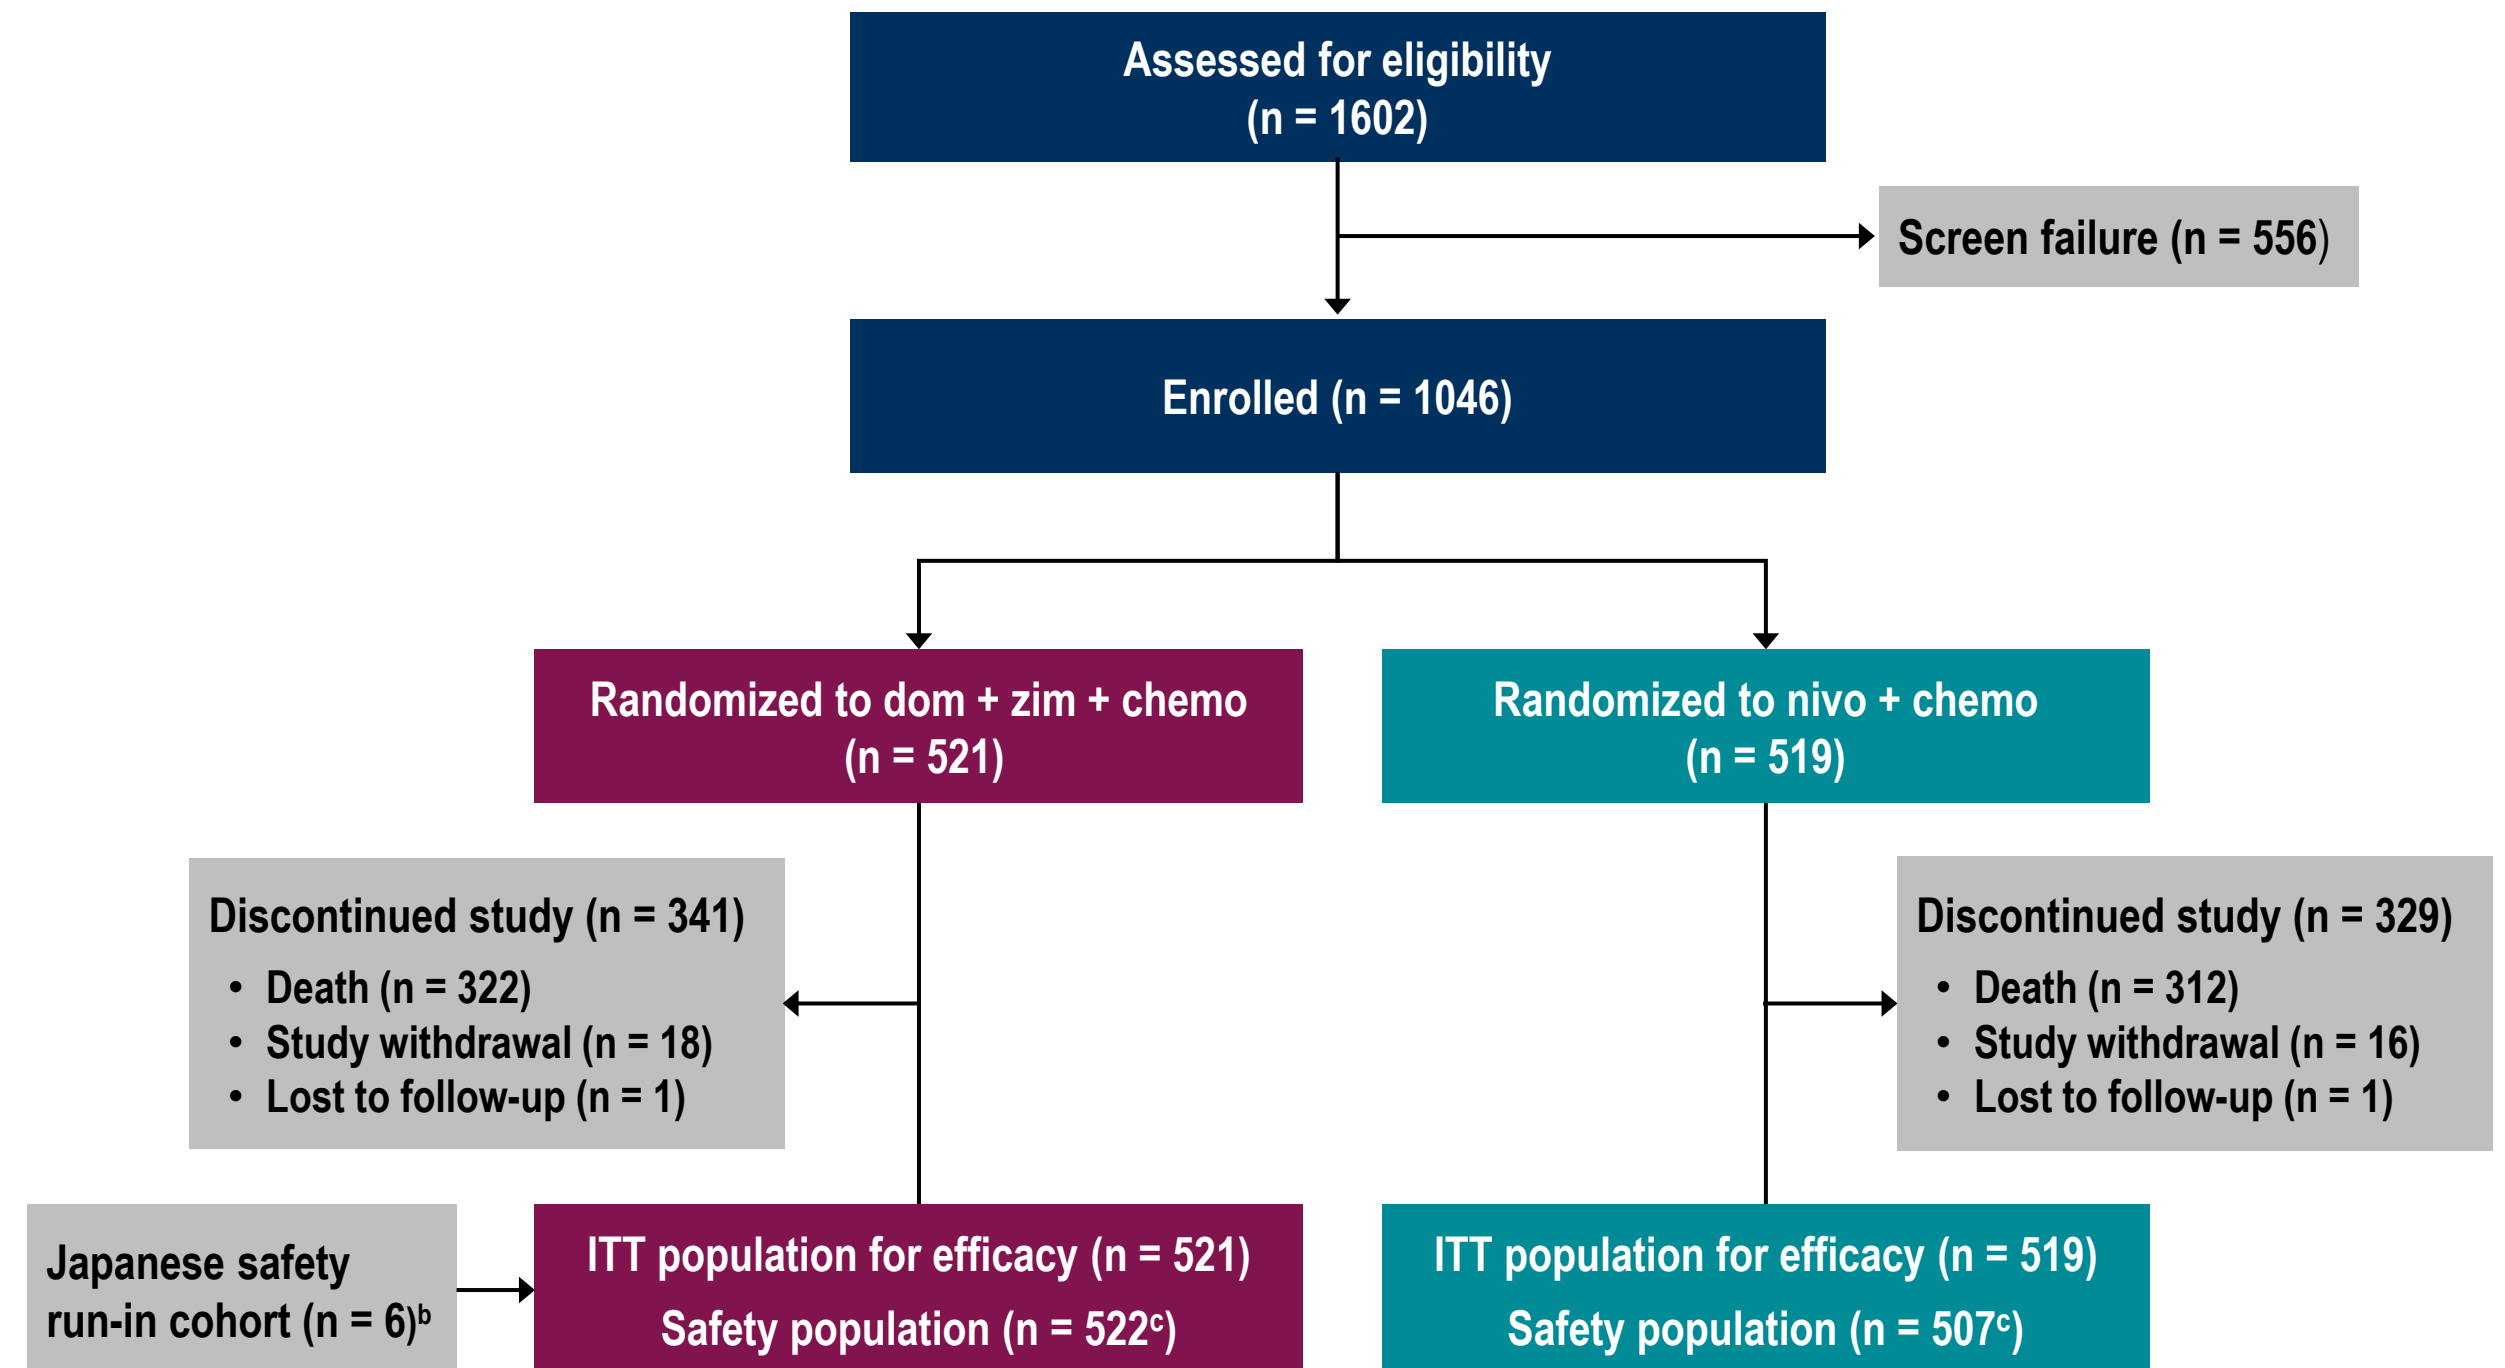 Assessed for eligibility
(n = 1602)
Screen failure (n = 556)
Enrolled (n = 1046)
Randomized to dom + zim + chemo
(n = 521)
Randomized to nivo + chemo
(n = 519)
Discontinued study (n = 341)
• Death (n = 322)
• Study withdrawal (n = 18)
• Lost to follow-up (n = 1)
Discontinued study (n = 329)
• Death (n = 312)
• Study withdrawal (n = 16)
• Lost to follow-up (n = 1)
Japanese safety
run-in cohort (n = 6)ᵇ
ITT population for efficacy (n = 521)
Safety population (n = 522ᶜ)
ITT population for efficacy (n = 519)
Safety population (n = 507ᶜ)